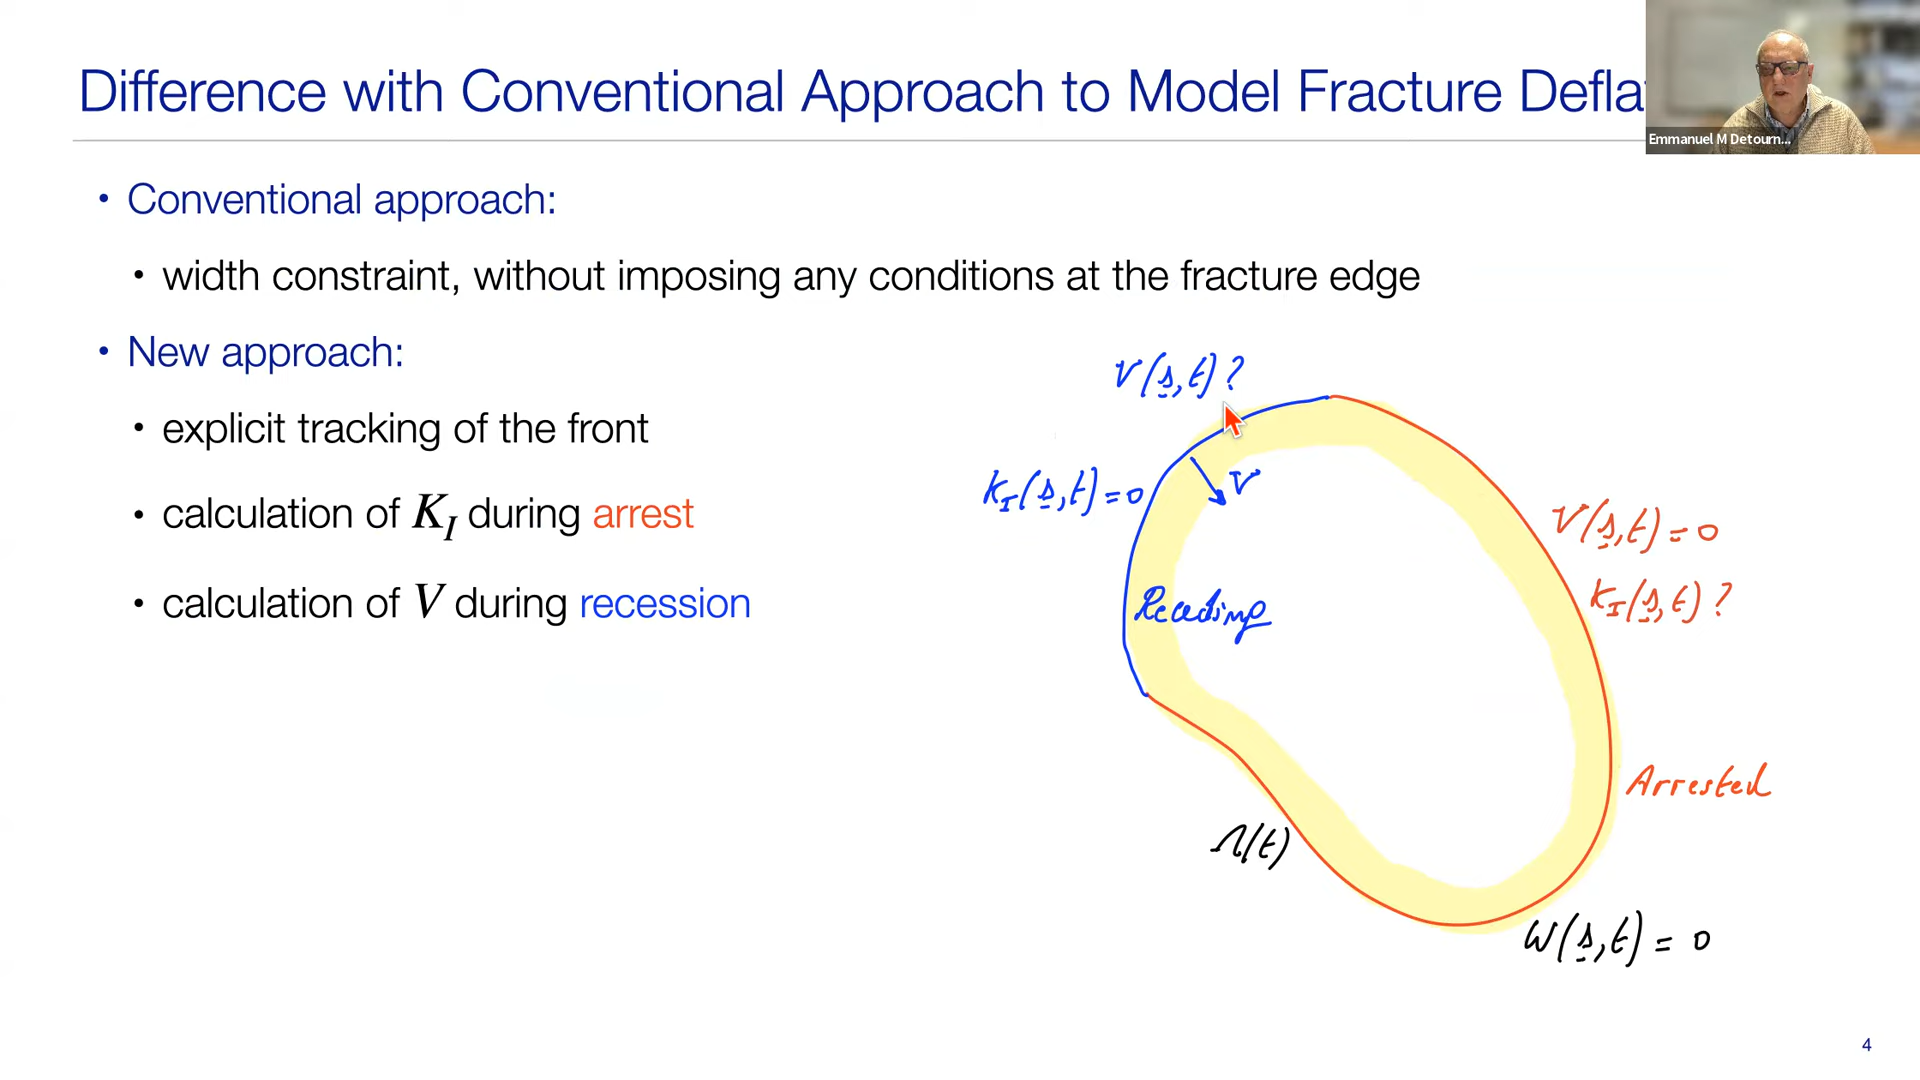 Difference with Conventional Approach to Model Fracture Defla
Emmanuel M Detourn...
• Conventional approach:
• width constraint, without imposing any conditions at the fracture edge
• New approach:
• explicit tracking of the front
• calculation of K_I during arrest
• calculation of V during recession
V(s,t)?
K_I(s,t)=0
V
V(s,t)=0
K_I(s,t)?
Receding
Arrested
Λ(t)
W(s,t)=0
4